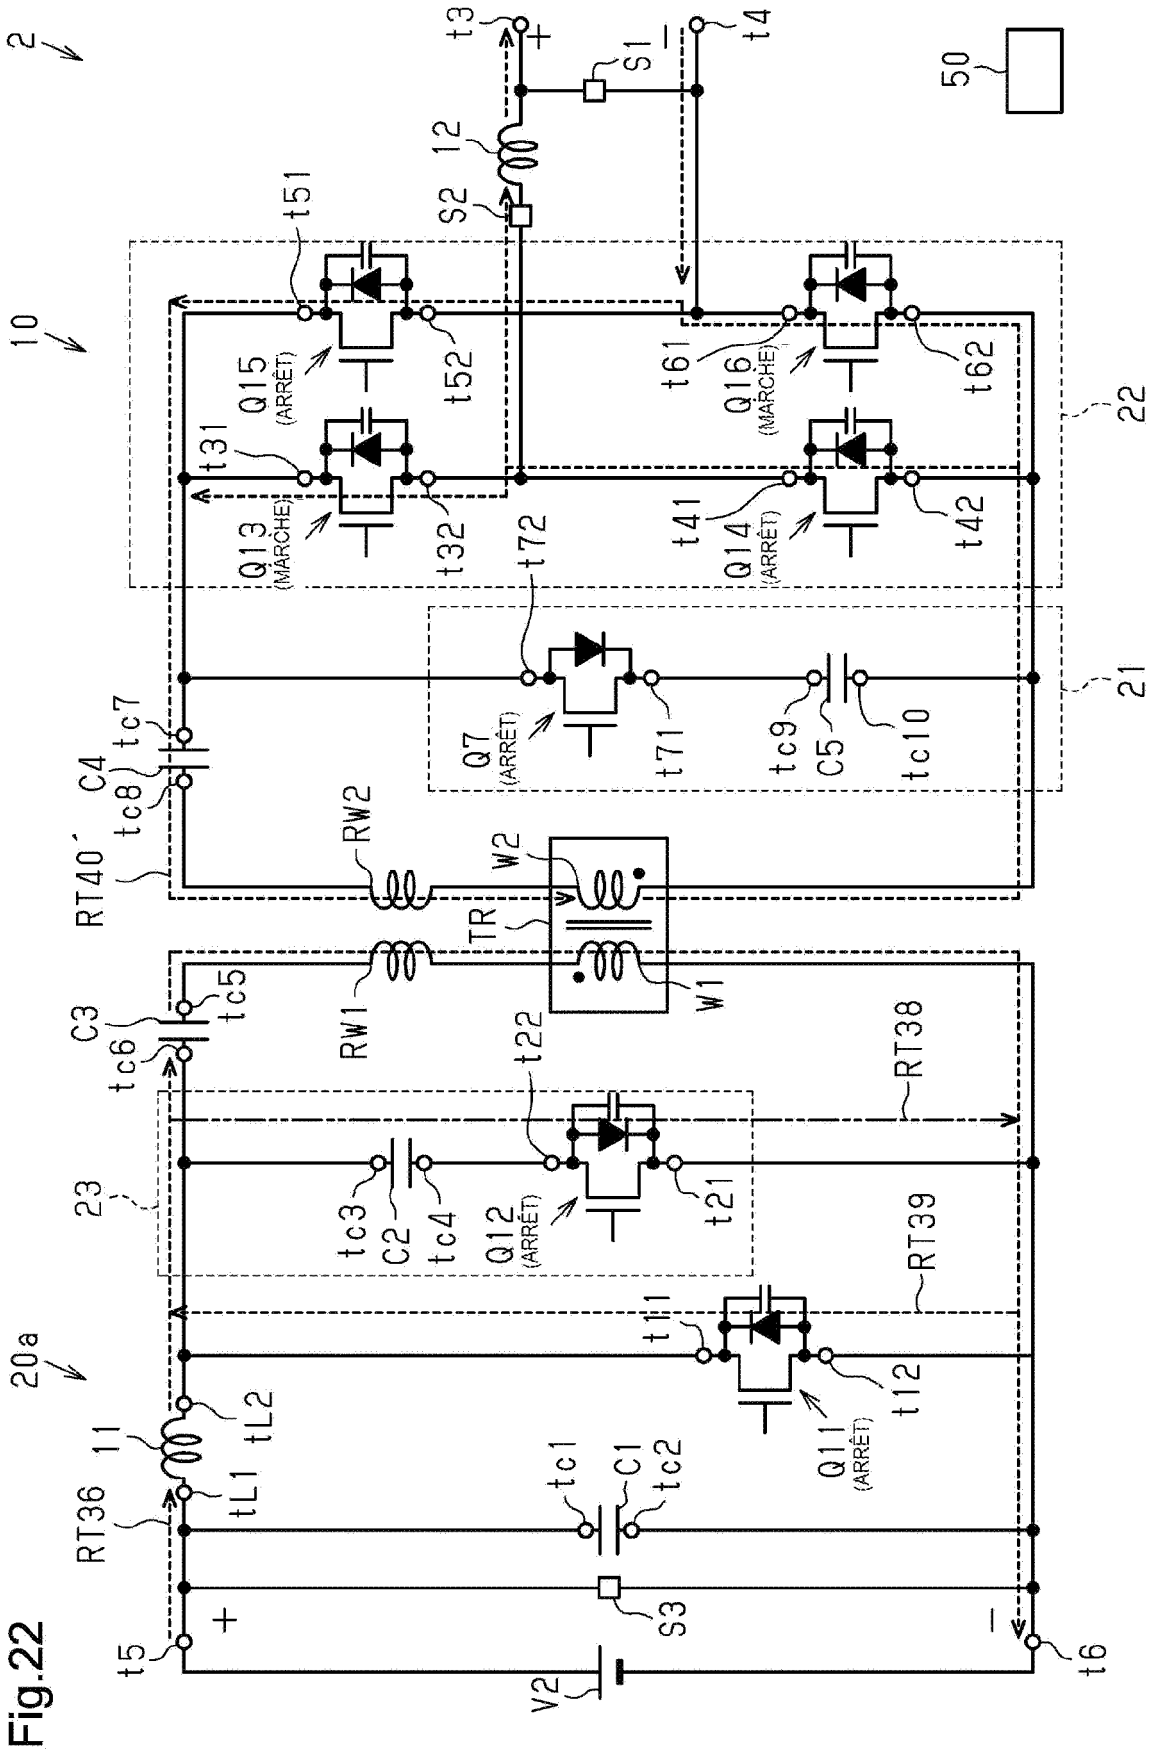 Fig.22
2
10
20a
50
t3
+
−
t4
S1
12
S2
t51
Q15
(ARRÊT)
t52
t61
Q16
(MARCHE)
t62
22
t31
Q13
(MARCHE)
t32
t41
Q14
(ARRÊT)
t42
t72
Q7
(ARRÊT)
t71
tc9
C5
tc10
21
tc7
C4
tc8
RT40´
RW2
W2
TR
RW1
W1
C3
tc5
tc6
23
tc3
C2
tc4
t22
Q12
(ARRÊT)
t21
RT38
RT39
t11
Q11
(ARRÊT)
t12
11
tL2
tL1
RT36
tc1
C1
tc2
S3
t5
+
−
V2
t6